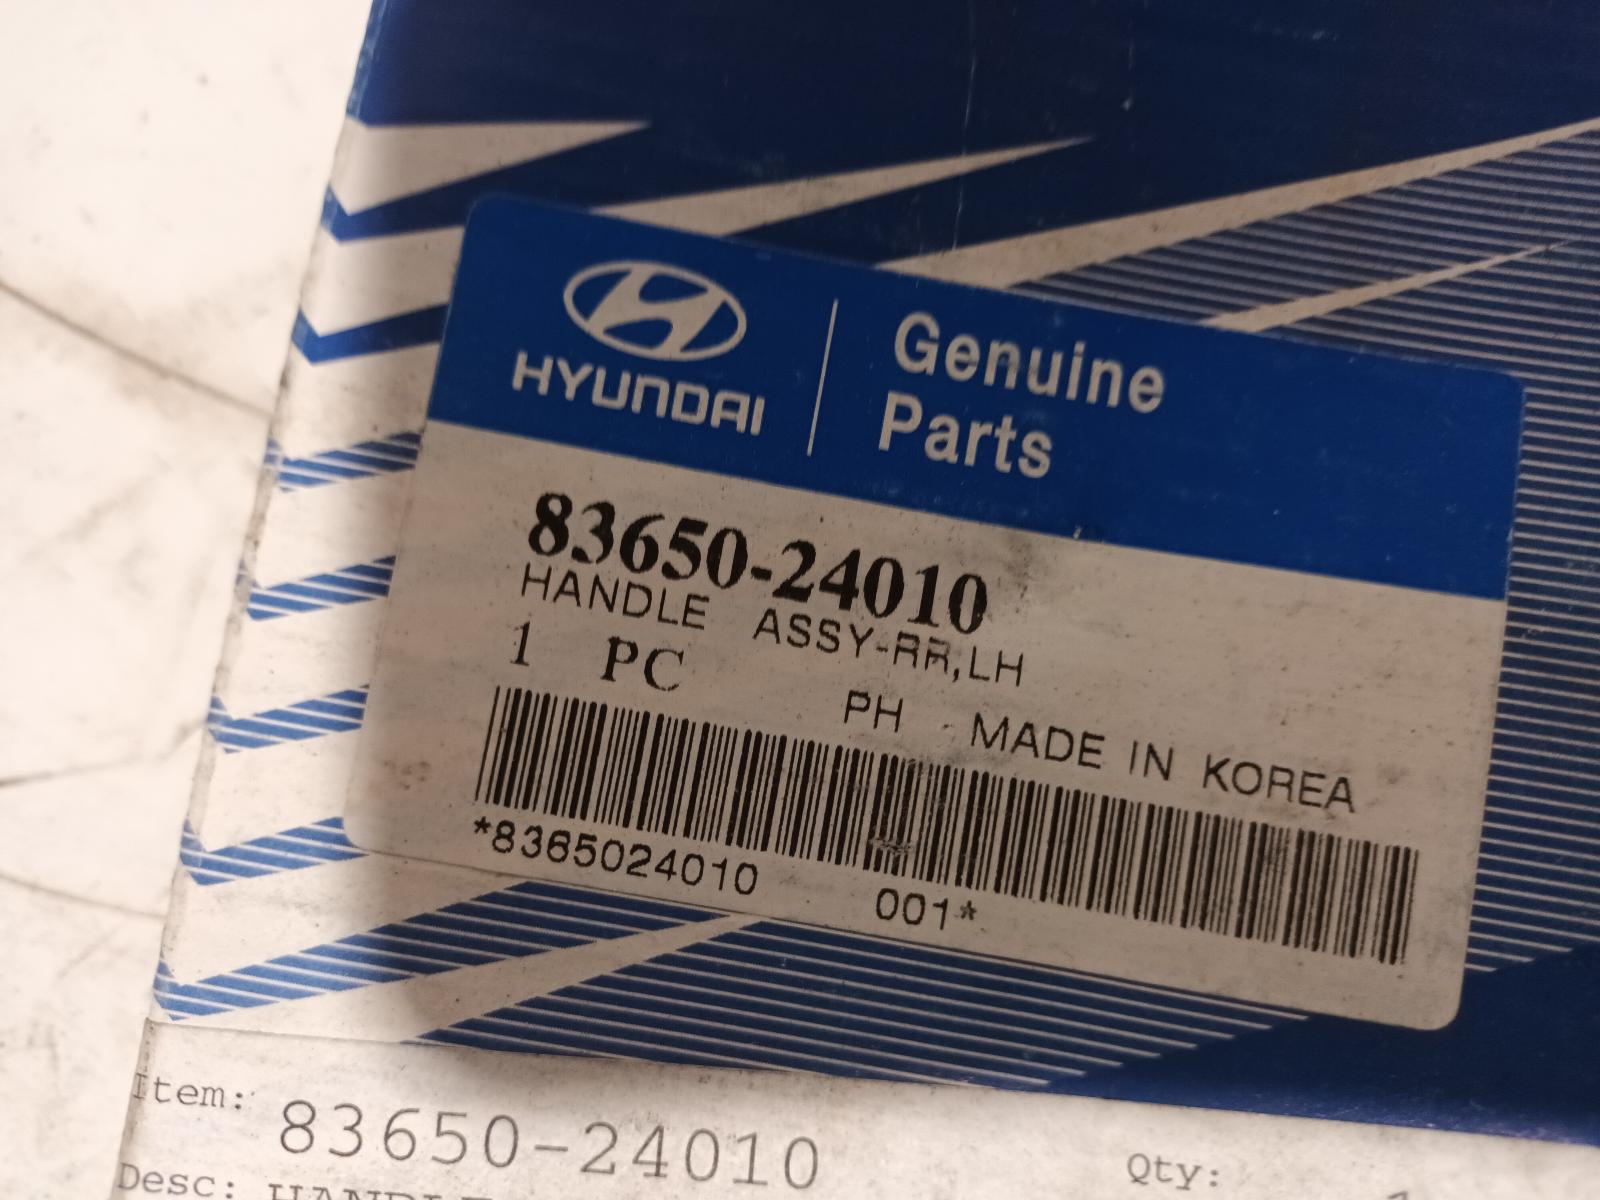 HYUNDAI
Genuine
Parts
83650-24010
HANDLE ASSY-RR,LH
1 PC
PH MADE IN KOREA
*8365024010 001*
Item: 83650-24010
Qty:
Desc: